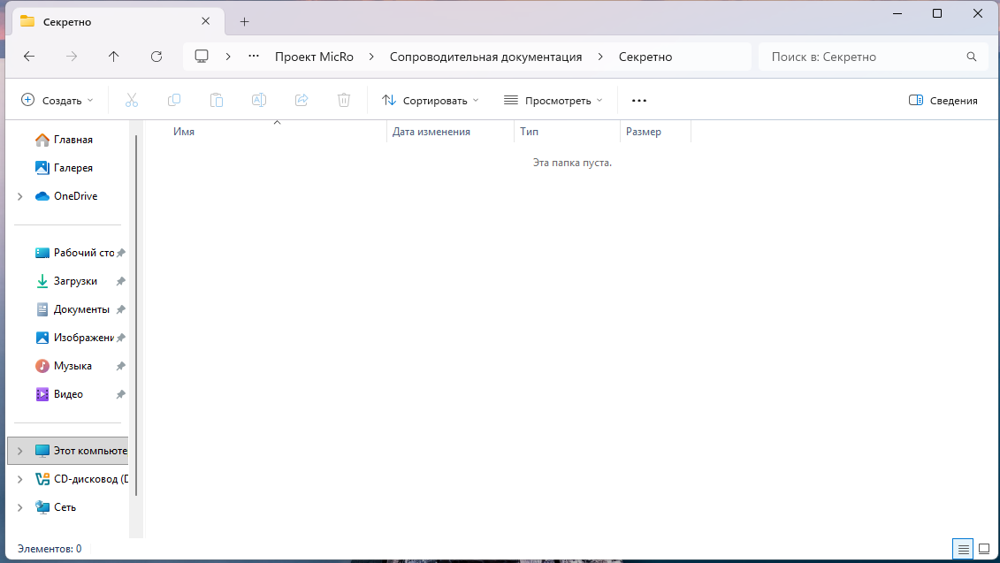 Секретно
Проект MicRo Сопроводительная документация Секретно
Поиск в: Секретно
Создать Сортировать Просмотреть Сведения
Имя Дата изменения Тип Размер
Эта папка пуста.
Главная
Галерея
OneDrive
Рабочий сто
Загрузки
Документы
Изображени
Музыка
Видео
Этот компьюте
CD-дисковод (D
Сеть
Элементов: 0